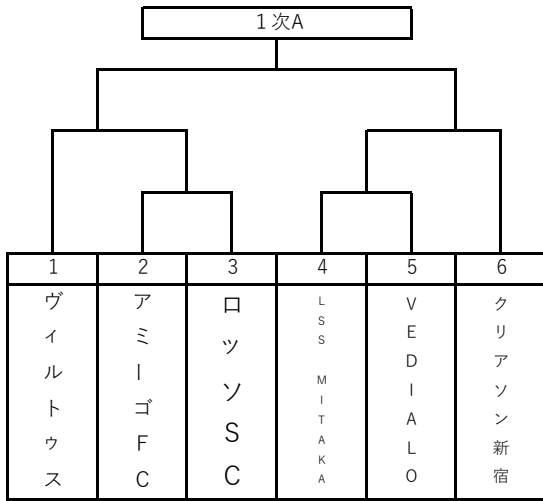 1次A
1
2
3
4
5
6
ヴィルトゥス
アミーゴFC
ロッソSC
LSS MITAKA
VEDIALO
クリアソン新宿